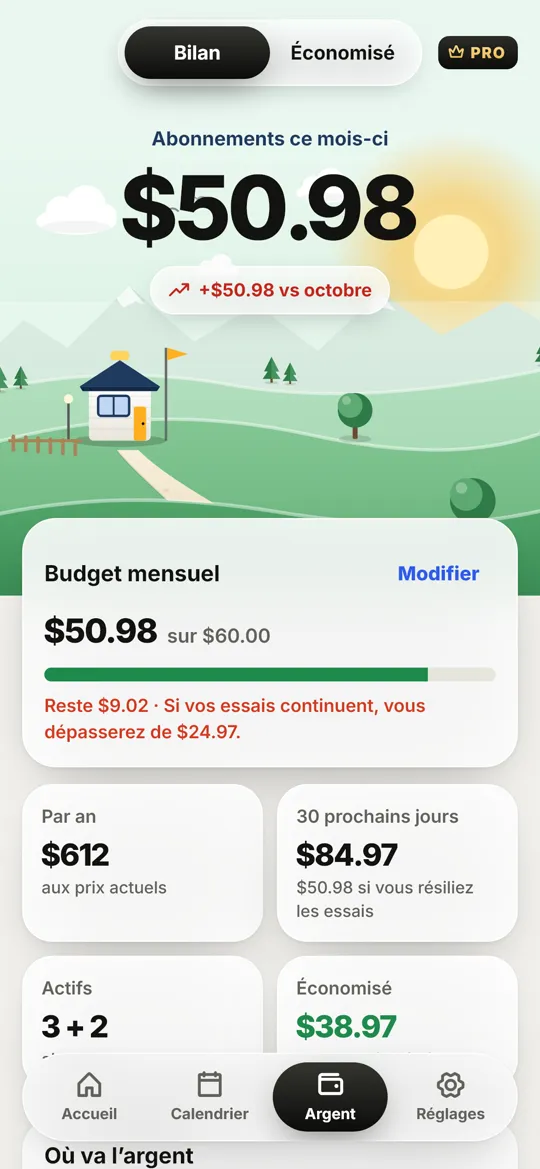 Bilan
Économisé
PRO
Abonnements ce mois-ci
$50.98
+$50.98 vs octobre
Budget mensuel
Modifier
$50.98 sur $60.00
Reste $9.02 · Si vos essais continuent, vous
dépasserez de $24.97.
Par an
$612
aux prix actuels
30 prochains jours
$84.97
$50.98 si vous résiliez
les essais
Actifs
3 + 2
Économisé
$38.97
Accueil
Calendrier
Argent
Réglages
Où va l’argent